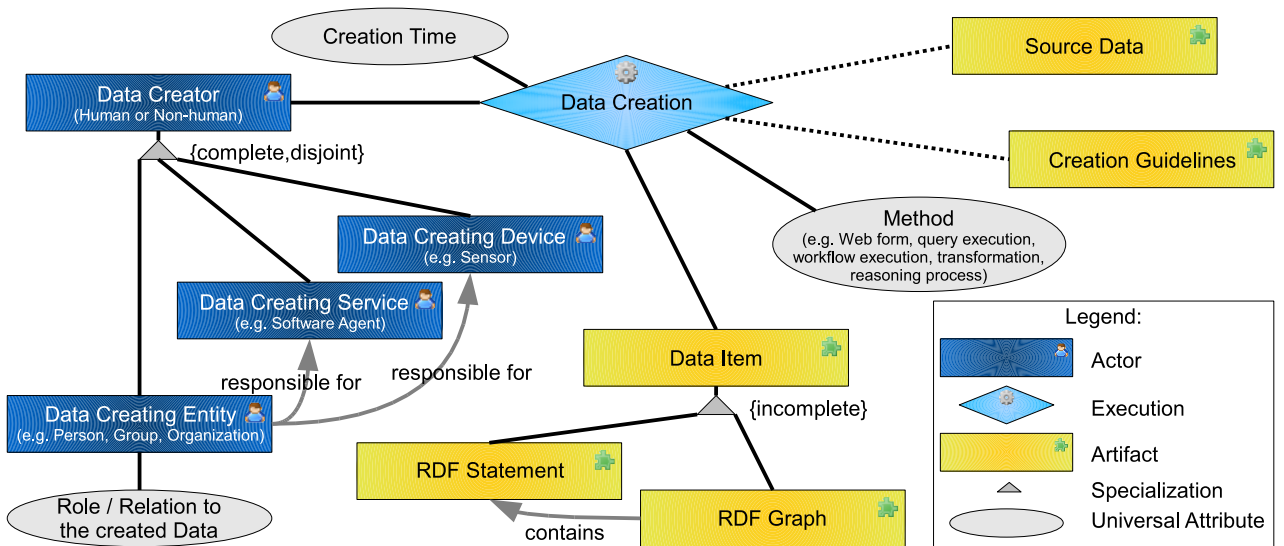 Creation Time
Source Data
Data Creator
(Human or Non-human)
Data Creation
{complete,disjoint}
Creation Guidelines
Method
(e.g. Web form, query execution,
workflow execution, transformation,
reasoning process)
Data Creating Device
(e.g. Sensor)
Data Creating Service
(e.g. Software Agent)
responsible for
responsible for
Data Item
{incomplete}
Data Creating Entity
(e.g. Person, Group, Organization)
RDF Statement
Role / Relation to
the created Data
contains
RDF Graph
Legend:
Actor
Execution
Artifact
Specialization
Universal Attribute